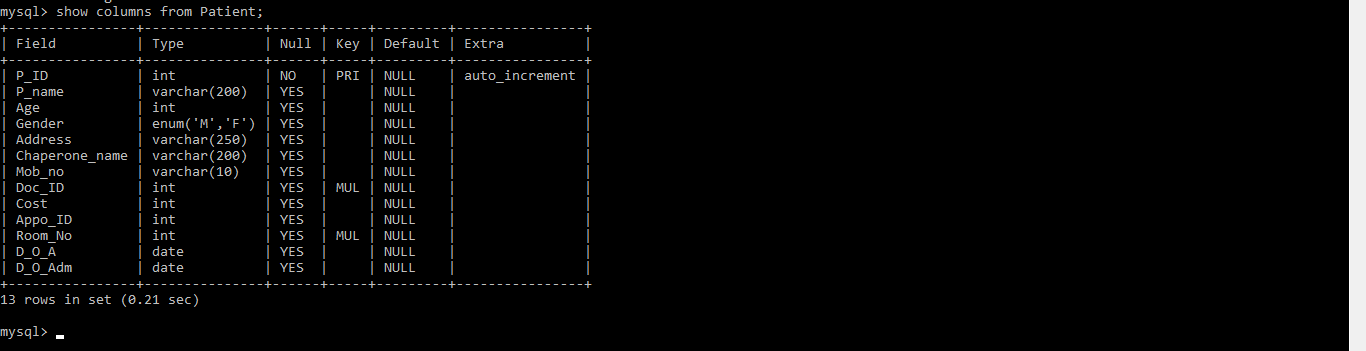 mysql> show columns from Patient;
+----------------+---------------+------+-----+---------+----------------+
| Field          | Type          | Null | Key | Default | Extra          |
+----------------+---------------+------+-----+---------+----------------+
| P_ID           | int           | NO   | PRI | NULL    | auto_increment |
| P_name         | varchar(200)  | YES  |     | NULL    |                |
| Age            | int           | YES  |     | NULL    |                |
| Gender         | enum('M','F') | YES  |     | NULL    |                |
| Address        | varchar(250)  | YES  |     | NULL    |                |
| Chaperone_name | varchar(200)  | YES  |     | NULL    |                |
| Mob_no         | varchar(10)   | YES  |     | NULL    |                |
| Doc_ID         | int           | YES  | MUL | NULL    |                |
| Cost           | int           | YES  |     | NULL    |                |
| Appo_ID        | int           | YES  |     | NULL    |                |
| Room_No        | int           | YES  | MUL | NULL    |                |
| D_O_A          | date          | YES  |     | NULL    |                |
| D_O_Adm        | date          | YES  |     | NULL    |                |
+----------------+---------------+------+-----+---------+----------------+
13 rows in set (0.21 sec)
mysql>